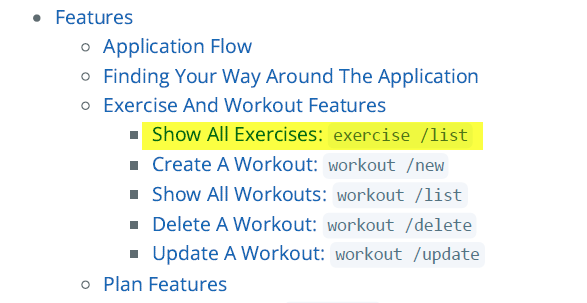 Features
Application Flow
Finding Your Way Around The Application
Exercise And Workout Features
Show All Exercises: exercise /list
Create A Workout: workout /new
Show All Workouts: workout /list
Delete A Workout: workout /delete
Update A Workout: workout /update
Plan Features